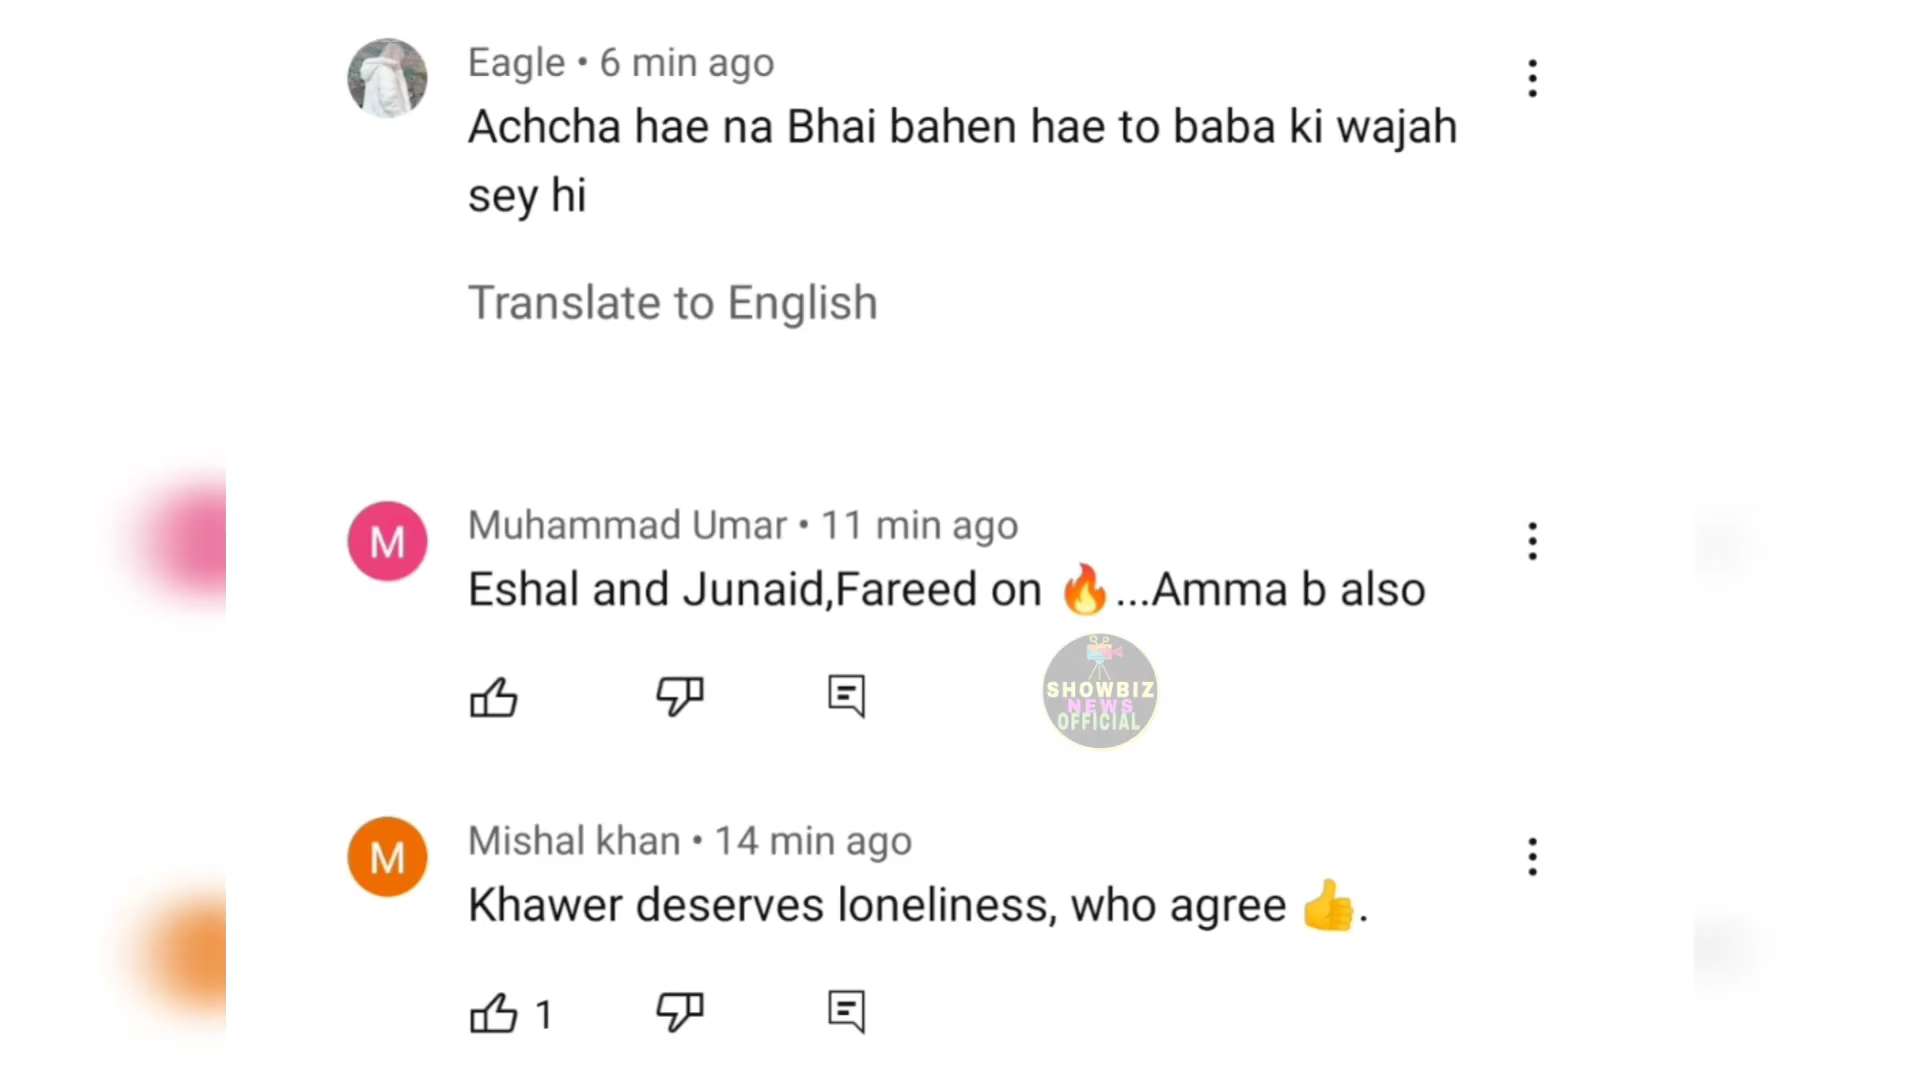 Eagle • 6 min ago
Achcha hae na Bhai bahen hae to baba ki wajah
sey hi
Translate to English
M
Muhammad Umar • 11 min ago
Eshal and Junaid,Fareed on 🔥...Amma b also
SHOWBIZ
NEWS
OFFICIAL
M
Mishal khan • 14 min ago
Khawer deserves loneliness, who agree 👍.
1